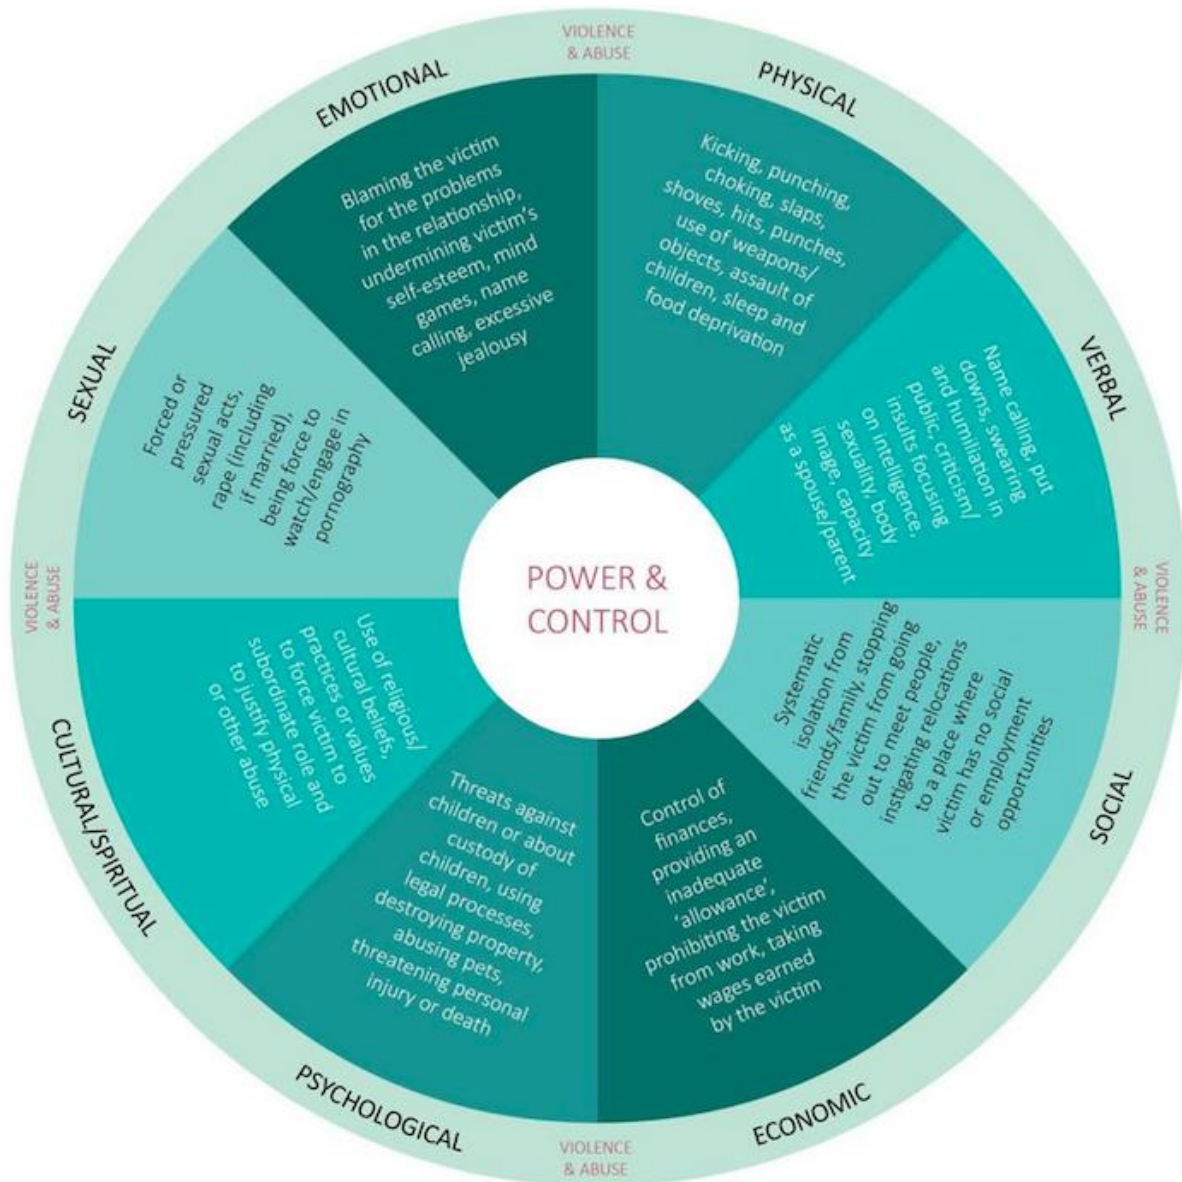 VIOLENCE
& ABUSE
PHYSICAL
Kicking, punching,
choking, slaps,
shoves, hits, punches,
use of weapons/
objects, assault of
children, sleep and
food deprivation
VERBAL
Name calling, put
downs, swearing
and humiliation in
public, criticism/
insults focusing
on intelligence,
sexuality, body
image, capacity
as a spouse/parent
VIOLENCE
& ABUSE
SOCIAL
Systematic
isolation from
friends/family, stopping
the victim from going
out to meet people,
instigating relocations
to a place where
victim has no social
or employment
opportunities
ECONOMIC
Control of
finances,
providing an
inadequate
‘allowance’,
prohibiting the victim
from work, taking
wages earned
by the victim
VIOLENCE
& ABUSE
PSYCHOLOGICAL
Threats against
children or about
custody of
children, using
legal processes,
destroying property,
abusing pets,
threatening personal
injury or death
CULTURAL/SPIRITUAL
Use of religious/
cultural beliefs,
practices or values
to force victim to
subordinate role and
to justify physical
or other abuse
VIOLENCE
& ABUSE
SEXUAL
Forced or
pressured
sexual acts,
rape (including
if married),
being force to
watch/engage in
pornography
EMOTIONAL
Blaming the victim
for the problems
in the relationship,
undermining victim's
self-esteem, mind
games, name
calling, excessive
jealousy
POWER &
CONTROL